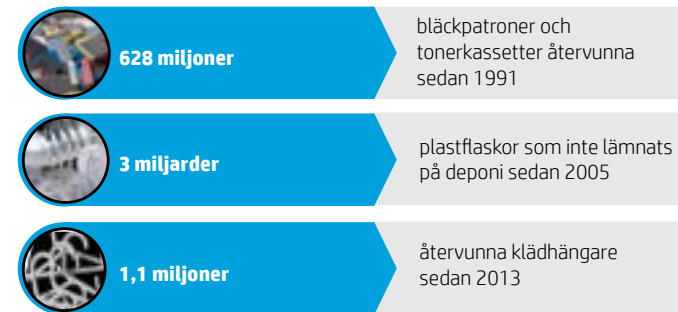 628 miljoner
bläckpatroner och
tonerkassetter återvunna
sedan 1991
3 miljarder
plastflaskor som inte lämnats
på deponi sedan 2005
1,1 miljoner
återvunna klädhängare
sedan 2013